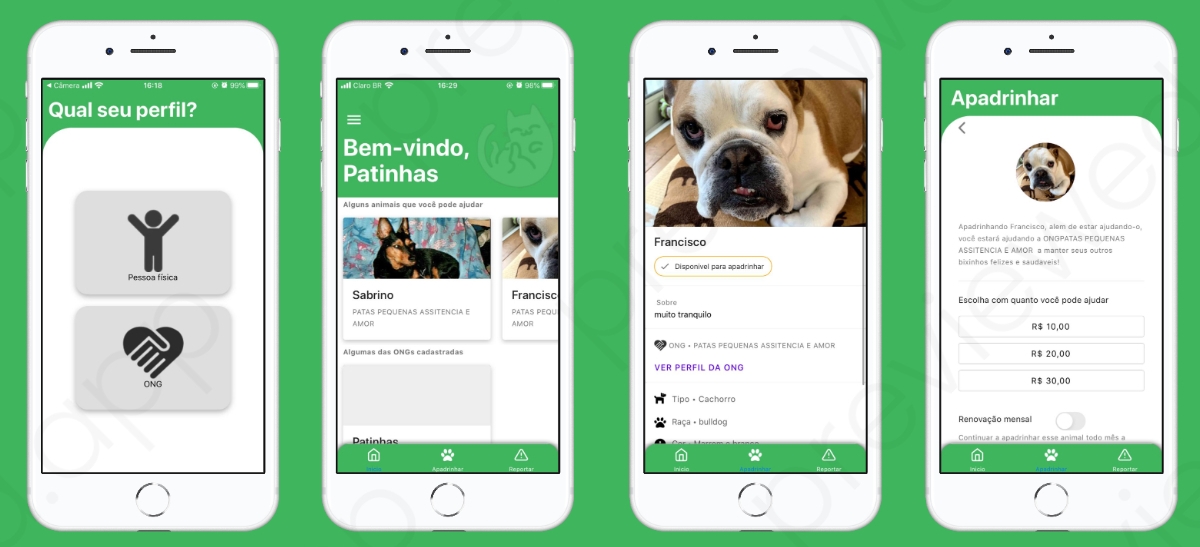 Câmera
16:18
99%
Qual seu perfil?
Pessoa física
ONG
Claro BR
16:29
98%
Bem-vindo,
Patinhas
Alguns animais que você pode ajudar
Sabrino
PATAS PEQUENAS ASSITENCIA E
AMOR
Francisc
PATAS PEQU
AMOR
Algumas das ONGs cadastradas
Patinhas
Inicio
Apadrinhar
Reportar
Francisco
Disponivel para apadrinhar
Sobre
muito tranquilo
ONG • PATAS PEQUENAS ASSITENCIA E AMOR
VER PERFIL DA ONG
Tipo • Cachorro
Raça • bulldog
Cor • Marrom e branco
Inicio
Apadrinhar
Reportar
Apadrinhar
Apadrinhando Francisco, alem de estar ajudando-o,
você estará ajudando a ONGPATAS PEQUENAS
ASSITENCIA E AMOR a manter seus outros
bixinhos felizes e saudaveis!
Escolha com quanto você pode ajudar
R$ 10,00
R$ 20,00
R$ 30,00
Renovação mensal
Continuar a apadrinhar esse animal todo mês a
Inicio
Apadrinhar
Reportar